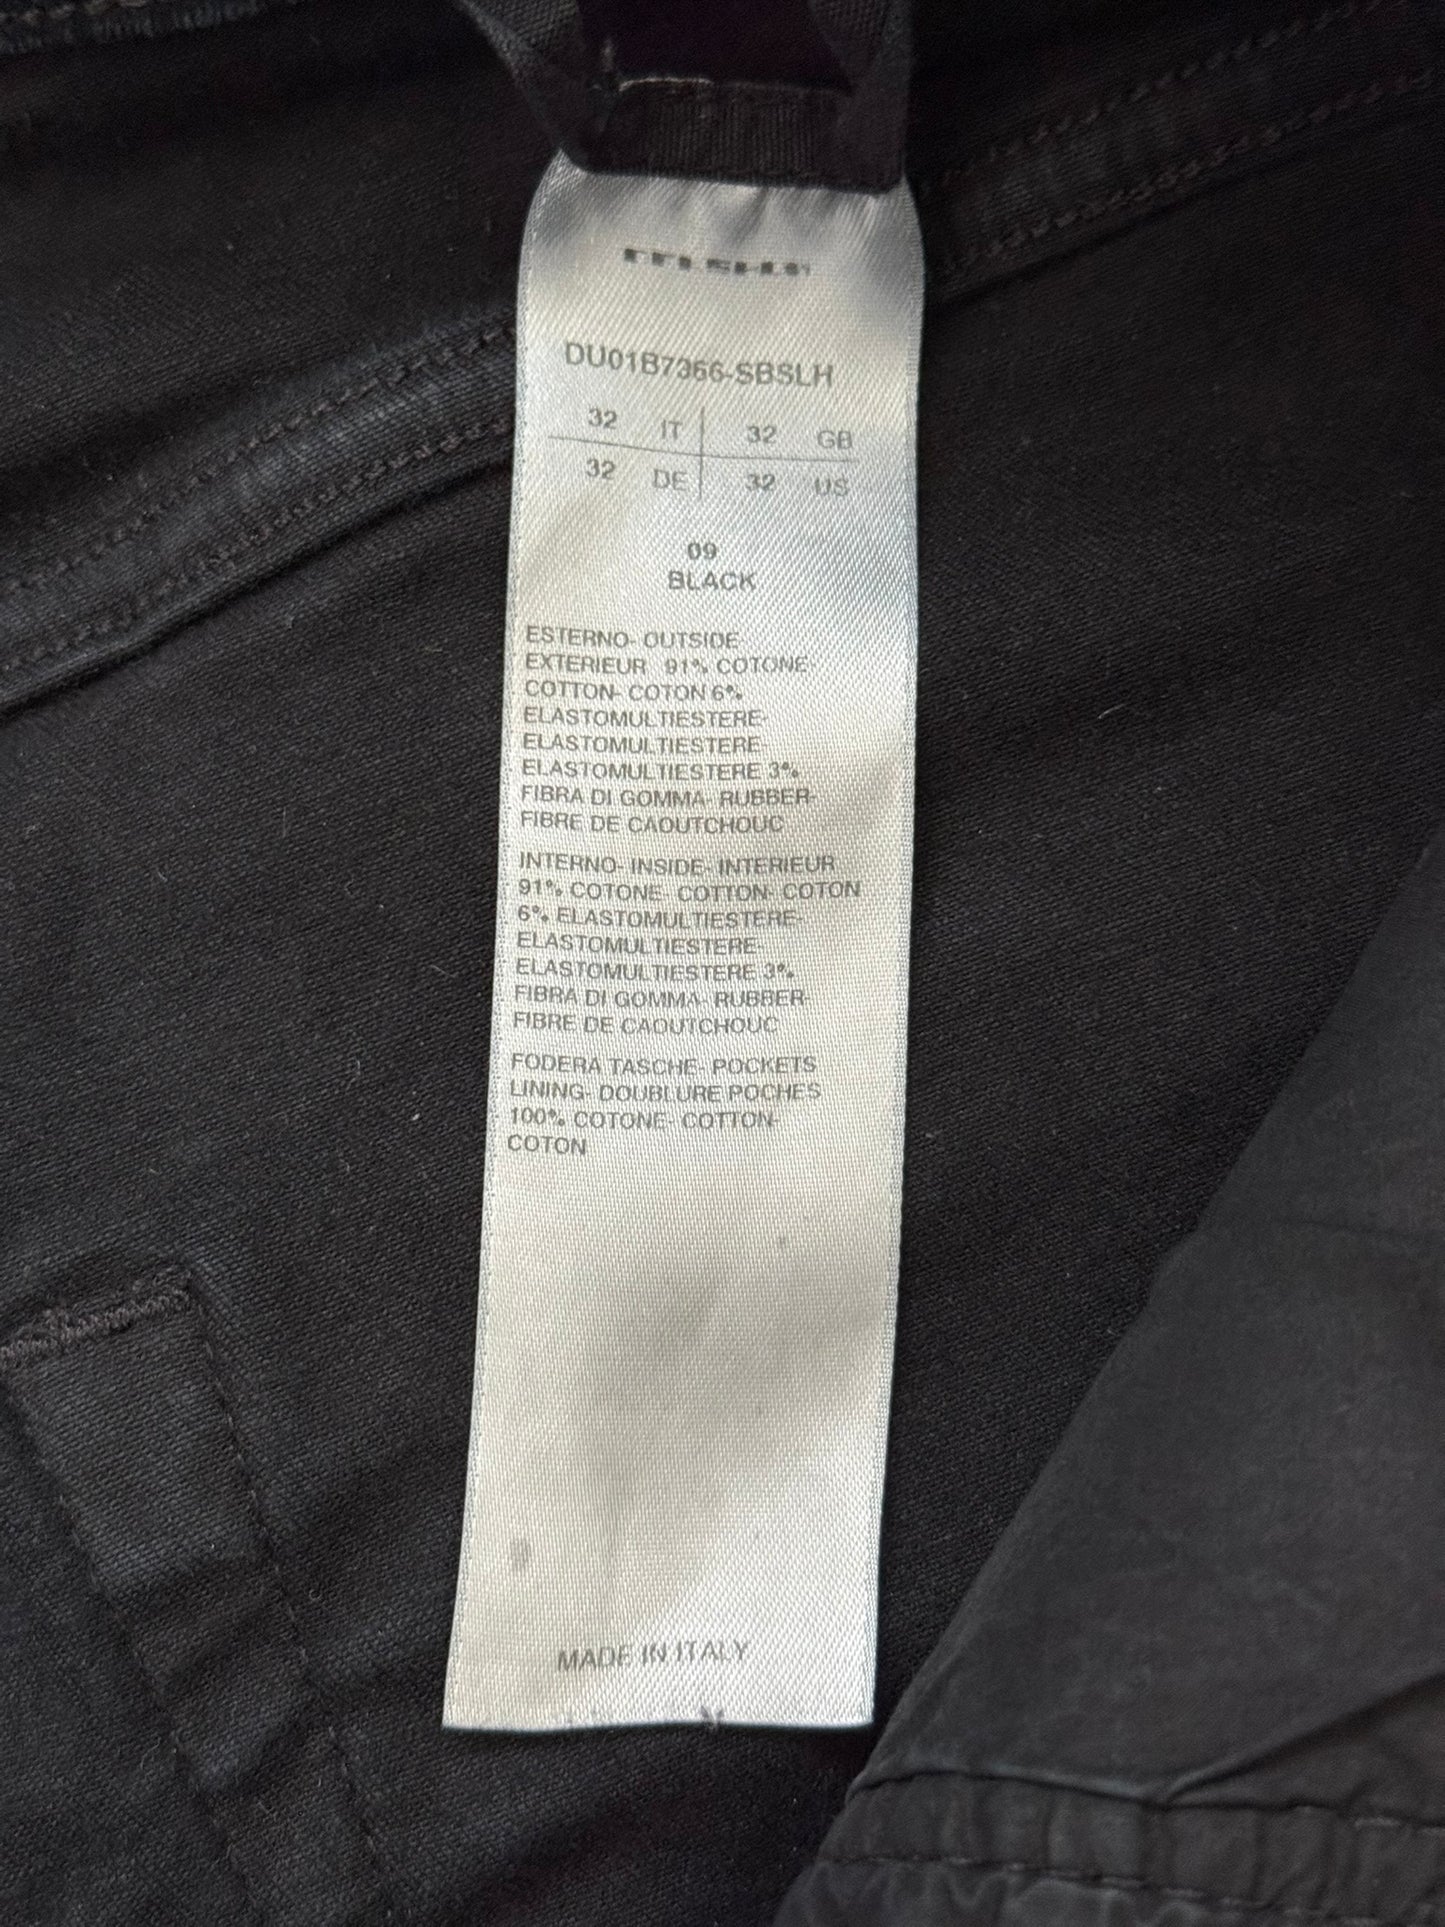 DU01B7366-SBSLH
32 IT 32 GB
32 DE 32 US
09
BLACK
ESTERNO- OUTSIDE-
EXTERIEUR 91% COTONE-
COTTON- COTON 6%
ELASTOMULTIESTERE-
ELASTOMULTIESTERE-
ELASTOMULTIESTERE 3%
FIBRA DI GOMMA- RUBBER-
FIBRE DE CAOUTCHOUC
INTERNO- INSIDE- INTERIEUR
91% COTONE COTTON- COTON
6% ELASTOMULTIESTERE-
ELASTOMULTIESTERE-
ELASTOMULTIESTERE 3%
FIBRA DI GOMMA- RUBBER-
FIBRE DE CAOUTCHOUC
FODERA TASCHE- POCKETS
LINING- DOUBLURE POCHES
100% COTONE- COTTON-
COTON
MADE IN ITALY